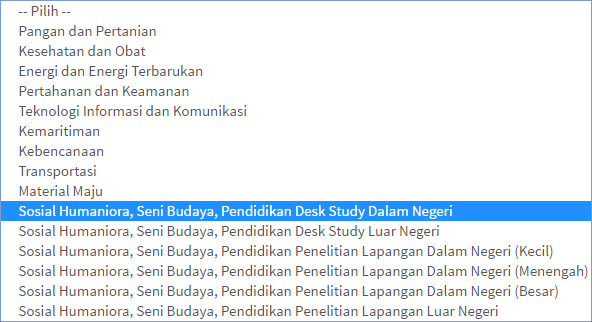 -- Pilih --
Pangan dan Pertanian
Kesehatan dan Obat
Energi dan Energi Terbarukan
Pertahanan dan Keamanan
Teknologi Informasi dan Komunikasi
Kemaritiman
Kebencanaan
Transportasi
Material Maju
Sosial Humaniora, Seni Budaya, Pendidikan Desk Study Dalam Negeri
Sosial Humaniora, Seni Budaya, Pendidikan Desk Study Luar Negeri
Sosial Humaniora, Seni Budaya, Pendidikan Penelitian Lapangan Dalam Negeri (Kecil)
Sosial Humaniora, Seni Budaya, Pendidikan Penelitian Lapangan Dalam Negeri (Menengah)
Sosial Humaniora, Seni Budaya, Pendidikan Penelitian Lapangan Dalam Negeri (Besar)
Sosial Humaniora, Seni Budaya, Pendidikan Penelitian Lapangan Luar Negeri